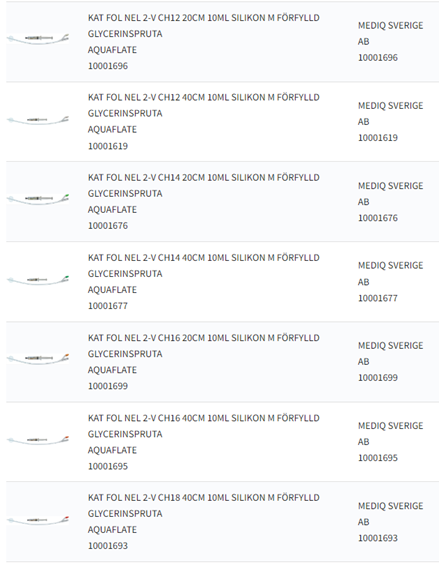 KAT FOL NEL 2-V CH12 20CM 10ML SILIKON M FÖRFYLLD
GLYCERINSPRUTA
AQUAFLATE
10001696
MEDIQ SVERIGE
AB
10001696
KAT FOL NEL 2-V CH12 40CM 10ML SILIKON M FÖRFYLLD
GLYCERINSPRUTA
AQUAFLATE
10001619
MEDIQ SVERIGE
AB
10001619
KAT FOL NEL 2-V CH14 20CM 10ML SILIKON M FÖRFYLLD
GLYCERINSPRUTA
AQUAFLATE
10001676
MEDIQ SVERIGE
AB
10001676
KAT FOL NEL 2-V CH14 40CM 10ML SILIKON M FÖRFYLLD
GLYCERINSPRUTA
AQUAFLATE
10001677
MEDIQ SVERIGE
AB
10001677
KAT FOL NEL 2-V CH16 20CM 10ML SILIKON M FÖRFYLLD
GLYCERINSPRUTA
AQUAFLATE
10001699
MEDIQ SVERIGE
AB
10001699
KAT FOL NEL 2-V CH16 40CM 10ML SILIKON M FÖRFYLLD
GLYCERINSPRUTA
AQUAFLATE
10001695
MEDIQ SVERIGE
AB
10001695
KAT FOL NEL 2-V CH18 40CM 10ML SILIKON M FÖRFYLLD
GLYCERINSPRUTA
AQUAFLATE
10001693
MEDIQ SVERIGE
AB
10001693